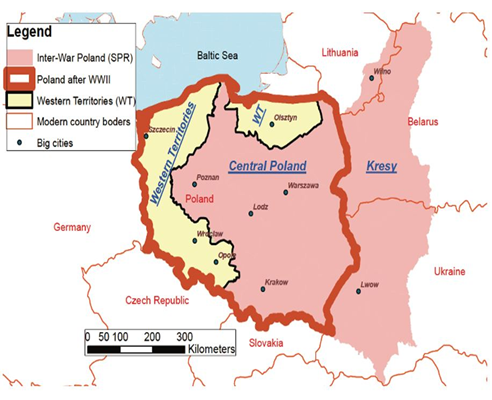 Legend
Inter-War Poland (SPR)
Poland after WWII
Western Territories (WT)
Modern country boders
Big cities
Baltic Sea
Lithuania
Wilno
Belarus
Szczecin
Western Territories
WT
Olsztyn
Central Poland
Kresy
Poznan
Warszawa
Poland
Lodz
Germany
Wroclaw
Opole
Ukraine
Czech Republic
Krakow
Lwow
0 50 100 200 300
Kilometers
Slovakia